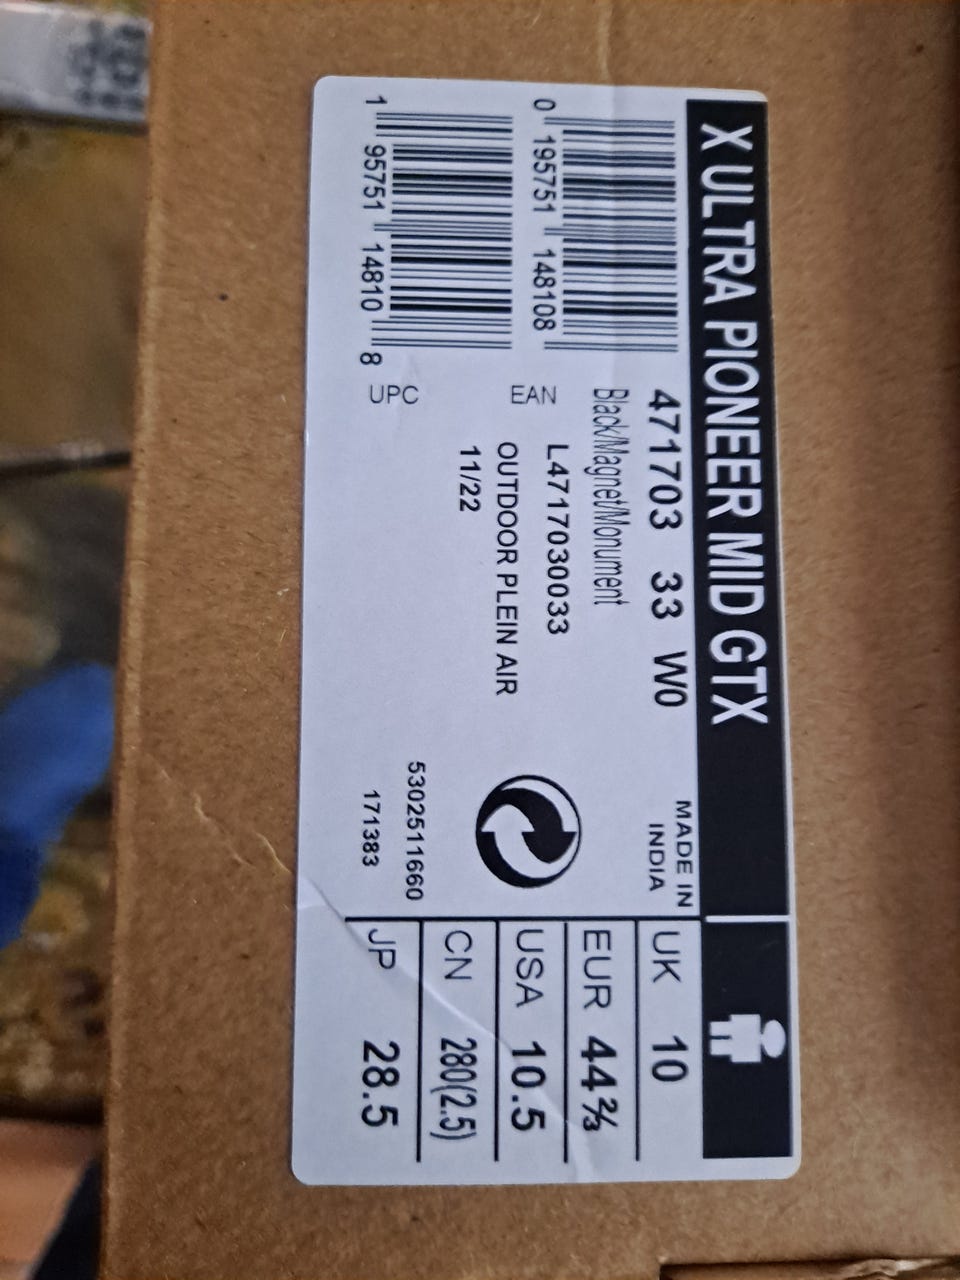 X ULTRA PIONEER MID GTX
471703 33 W0
Black/Magnet/Monument
MADE IN
INDIA
0 195751 148108
EAN
L4717030033
OUTDOOR PLEIN AIR
11/22
1 95751 14810 8
UPC
5302511660
171383
UK 10
EUR 44⅔
USA 10.5
CN 280(2.5)
JP 28.5